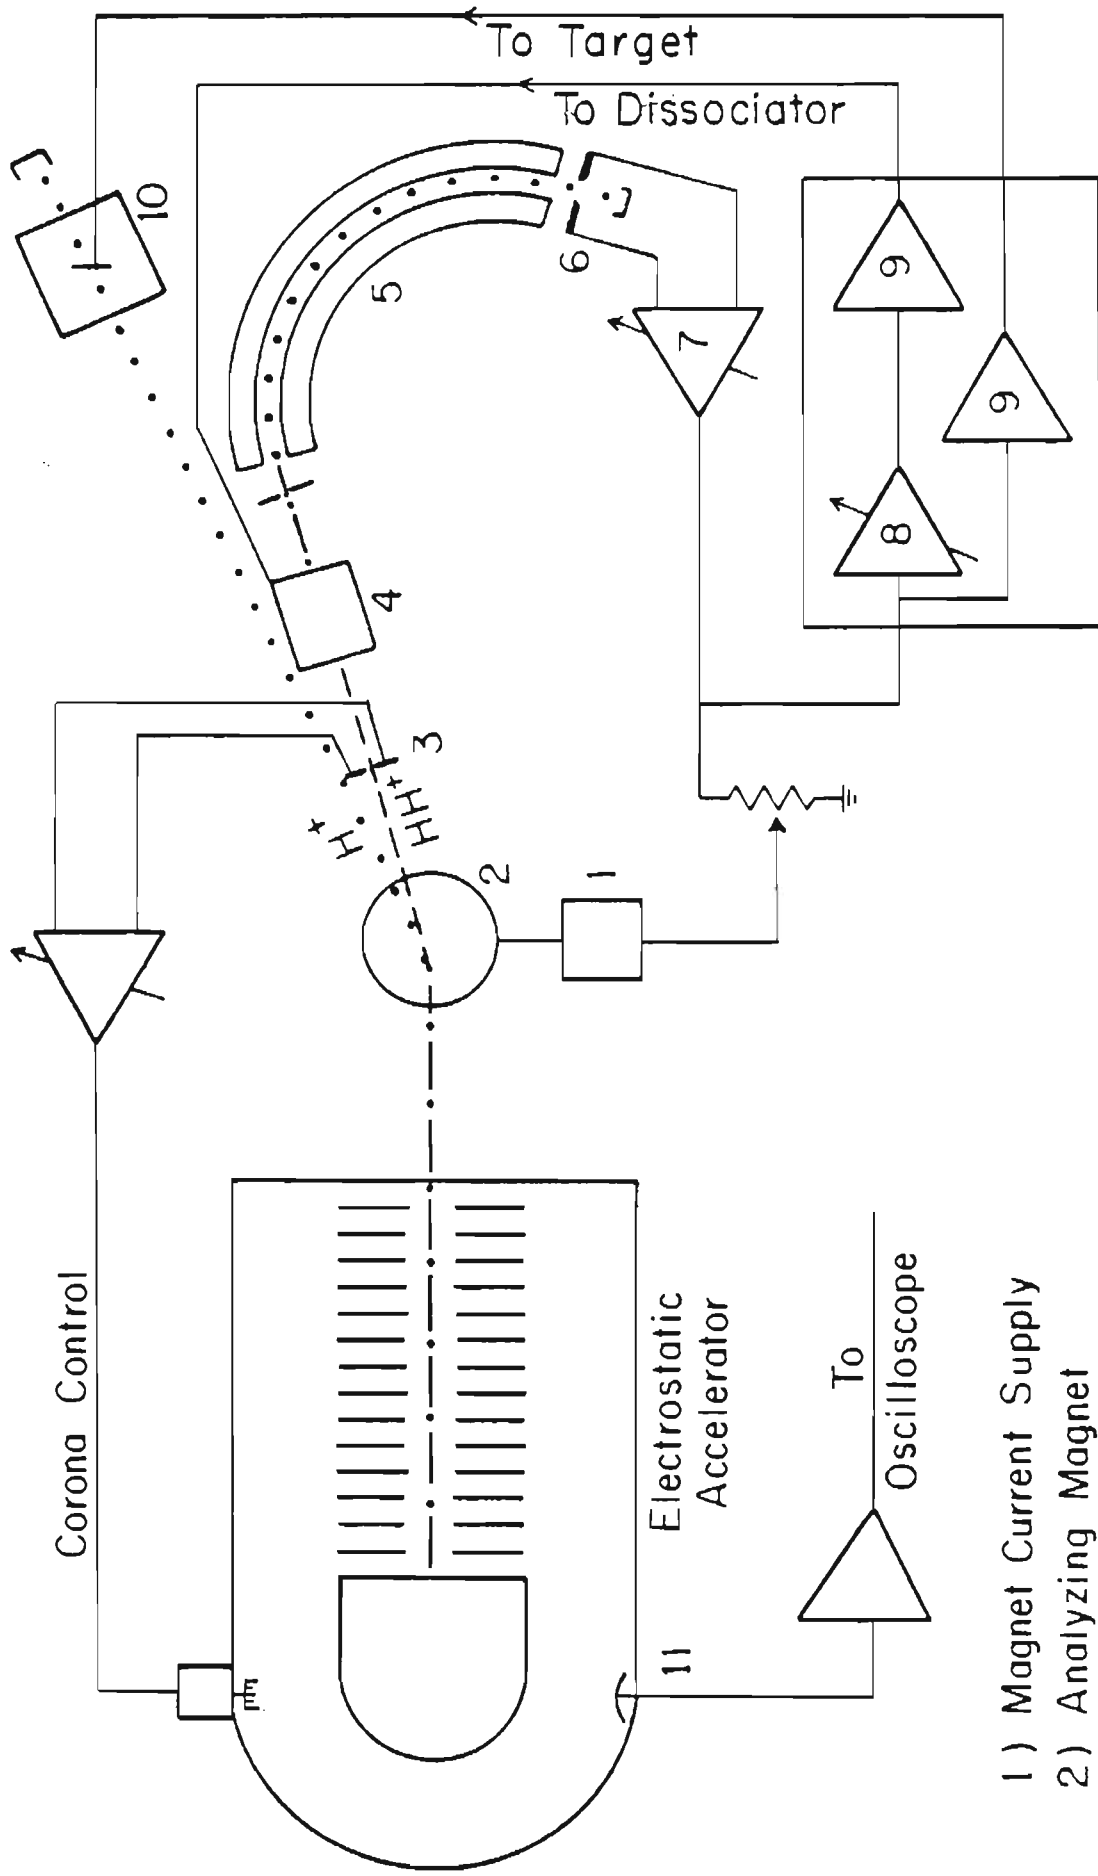 Corona Control
To Target
To Dissociator
10
H+
HH+
3
4
5
6
7
2
1
8
9
9
Electrostatic
Accelerator
11
To
Oscilloscope
1) Magnet Current Supply
2) Analyzing Magnet